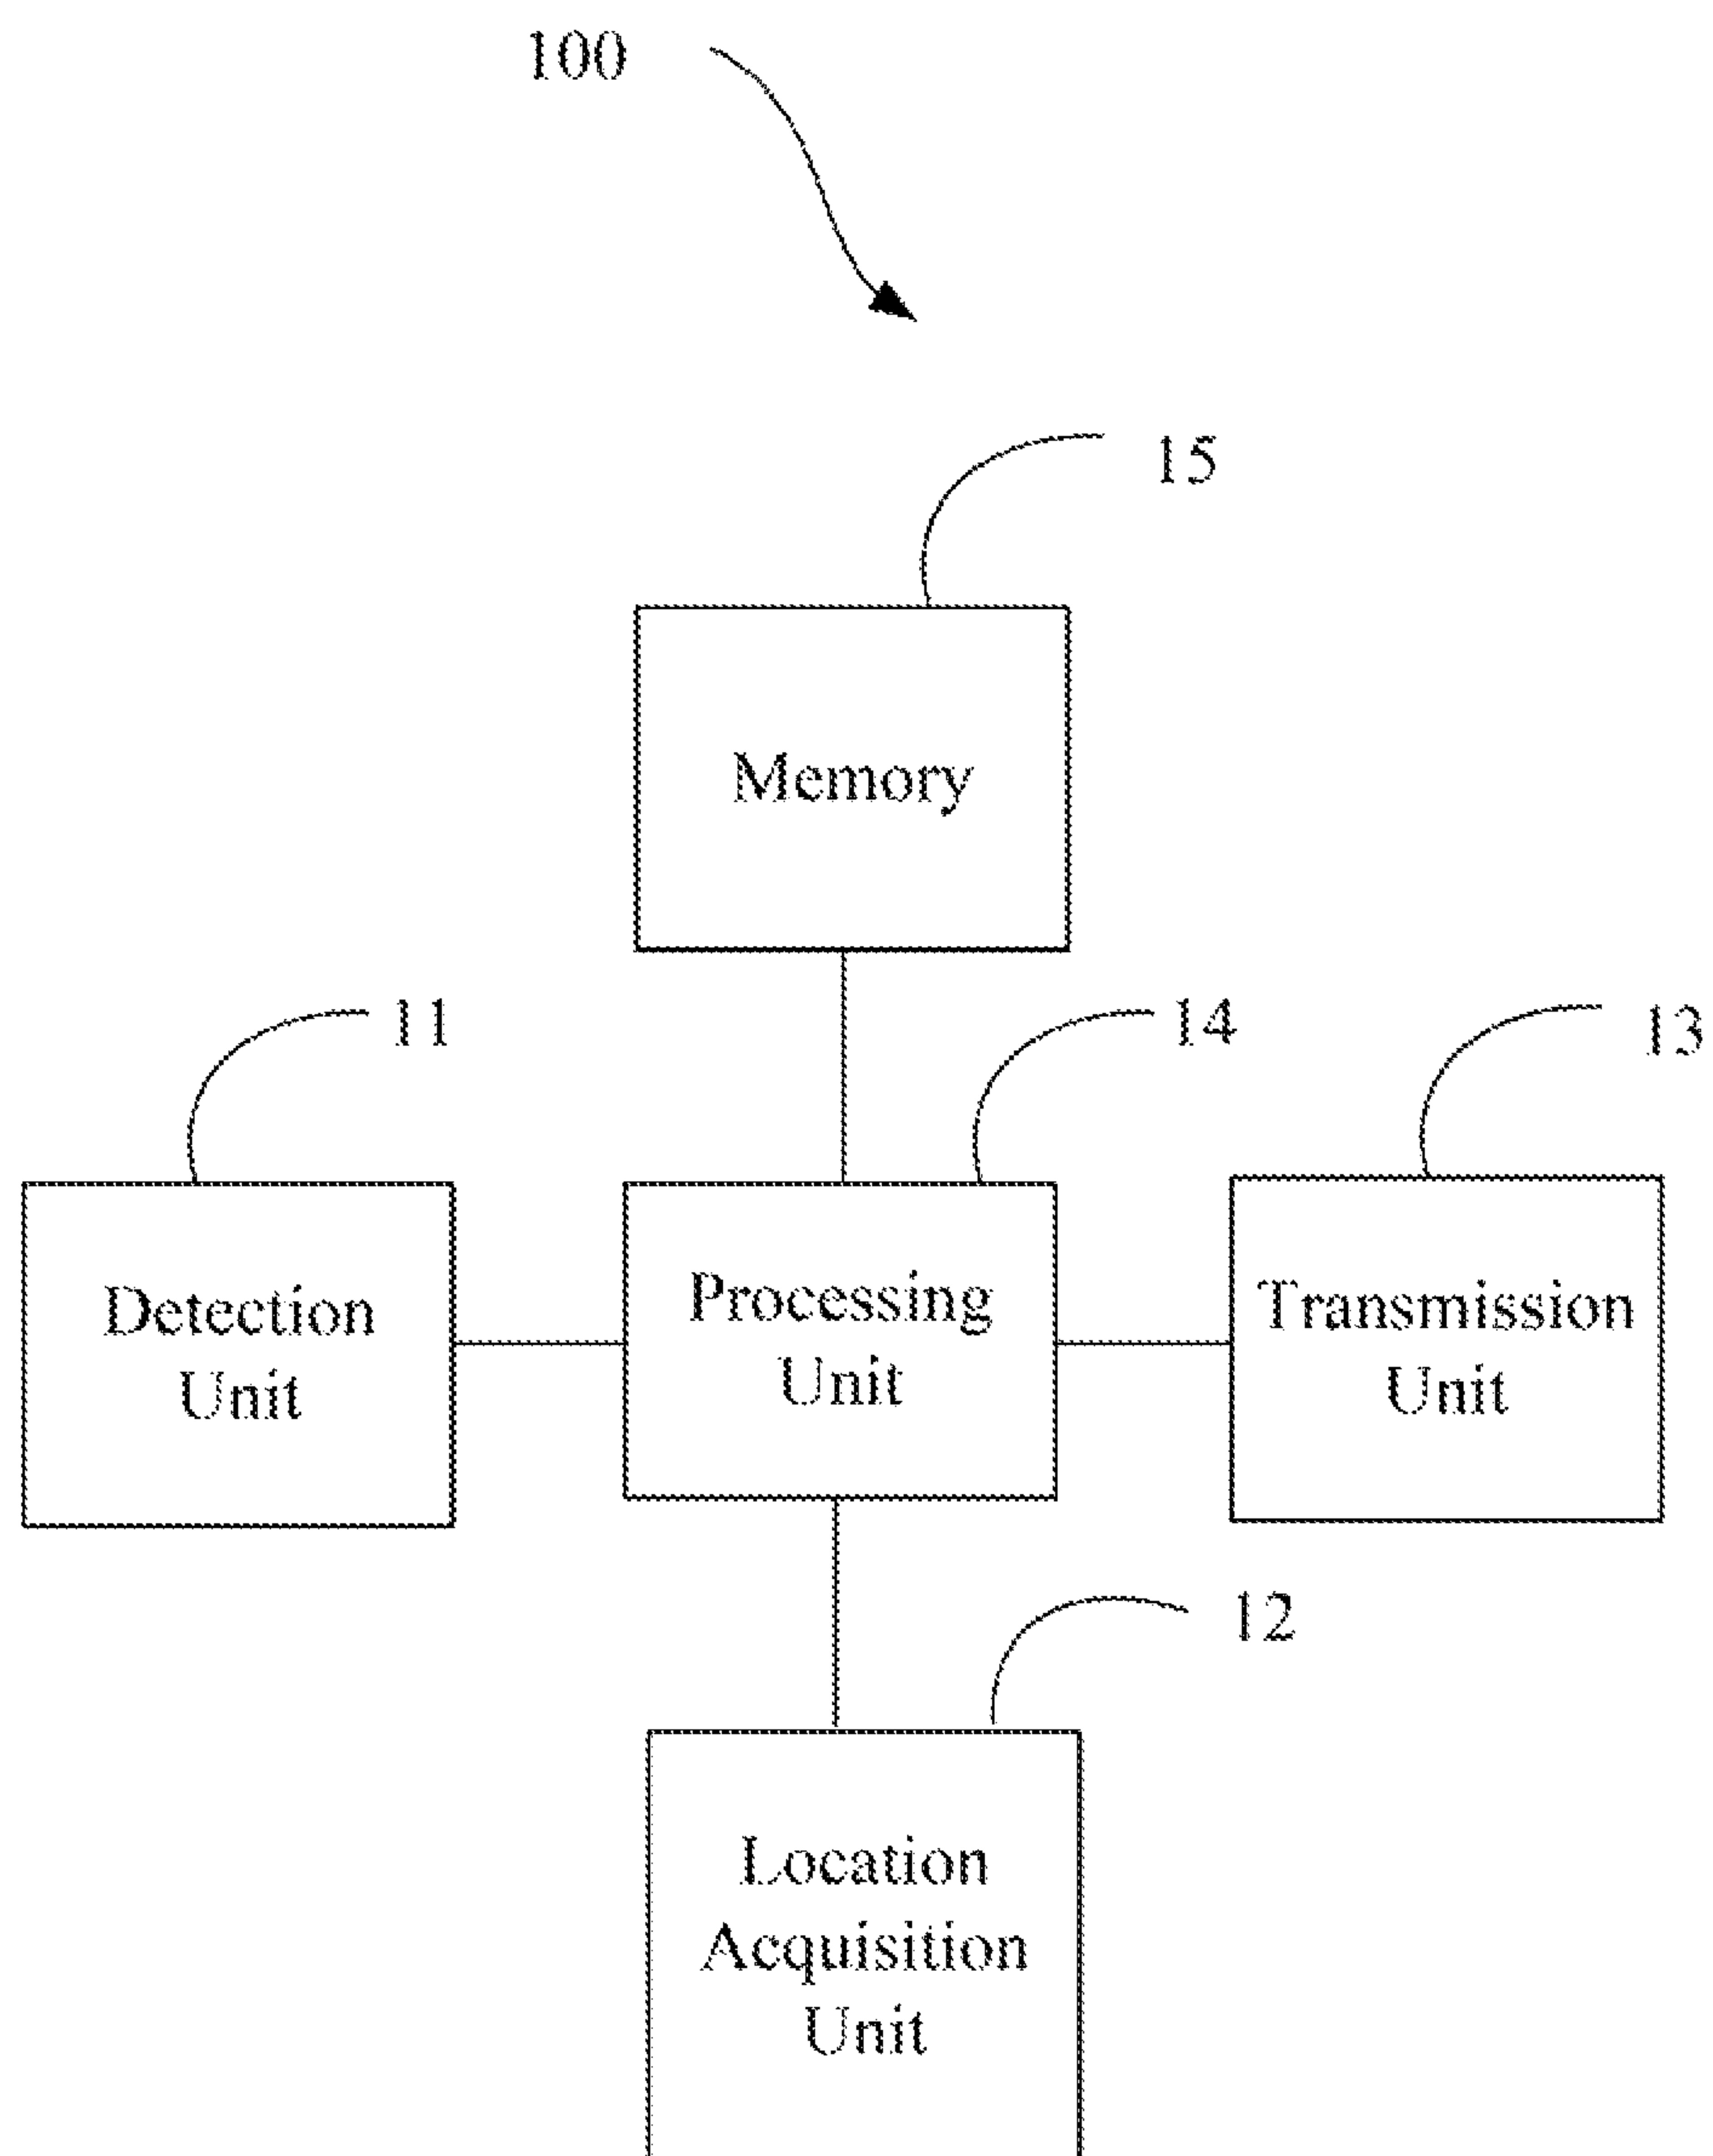 100
15
Memory
11
14
13
Detection
Unit
Processing
Unit
Transmission
Unit
12
Location
Acquisition
Unit